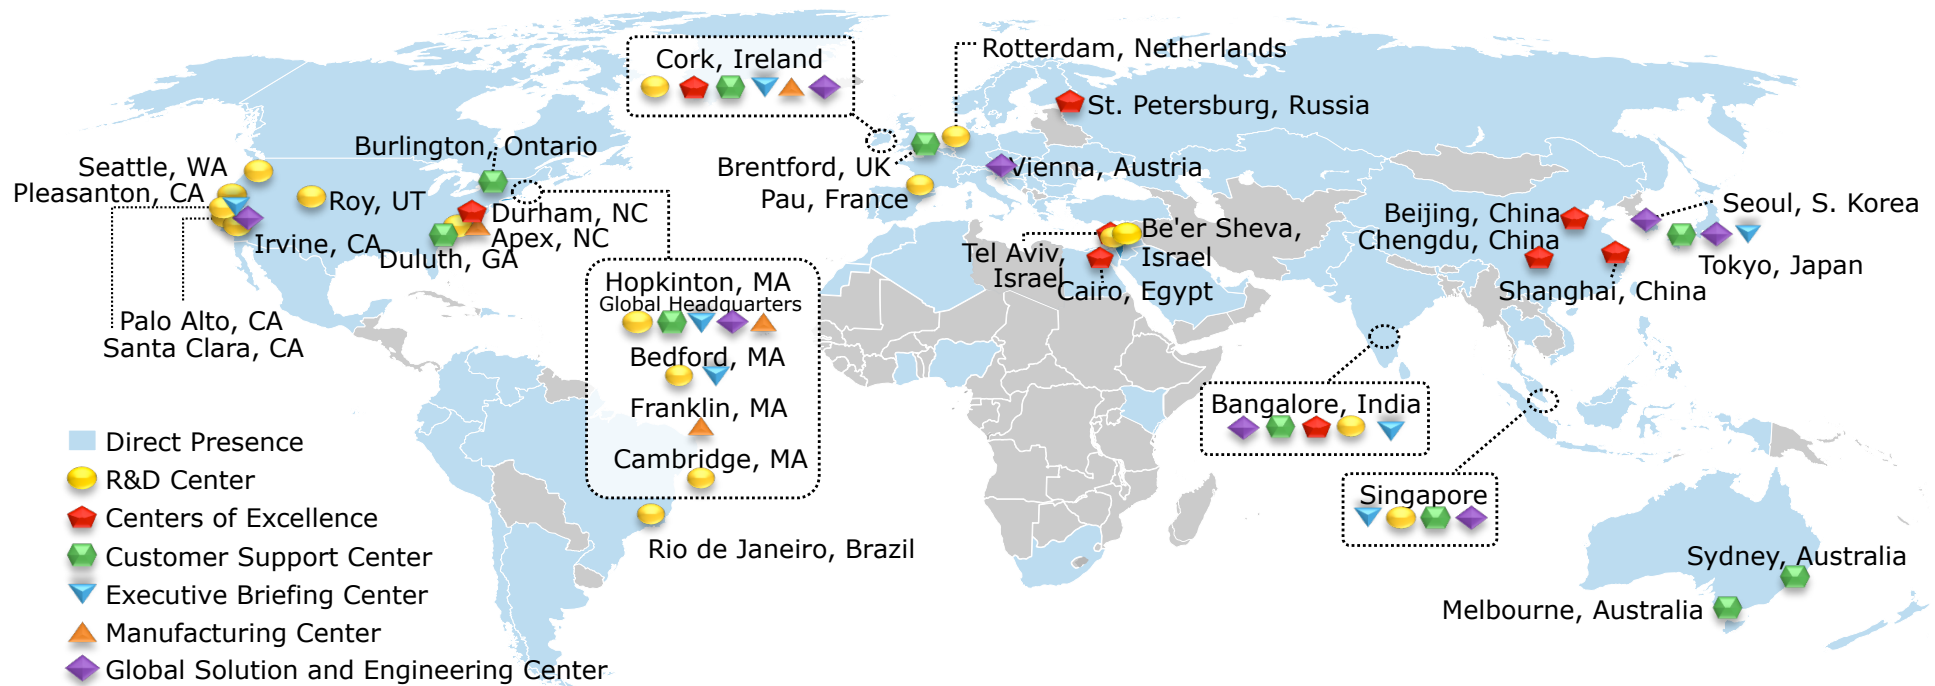 Cork, Ireland
Rotterdam, Netherlands
St. Petersburg, Russia
Burlington, Ontario
Seattle, WA
Pleasanton, CA
Roy, UT
Durham, NC
Apex, NC
Irvine, CA
Duluth, GA
Palo Alto, CA
Santa Clara, CA
Brentford, UK
Pau, France
Vienna, Austria
Tel Aviv,
Israel
Be'er Sheva,
Israel
Cairo, Egypt
Beijing, China
Chengdu, China
Shanghai, China
Seoul, S. Korea
Tokyo, Japan
Hopkinton, MA
Global Headquarters
Bedford, MA
Franklin, MA
Cambridge, MA
Rio de Janeiro, Brazil
Bangalore, India
Singapore
Sydney, Australia
Melbourne, Australia
Direct Presence
R&D Center
Centers of Excellence
Customer Support Center
Executive Briefing Center
Manufacturing Center
Global Solution and Engineering Center